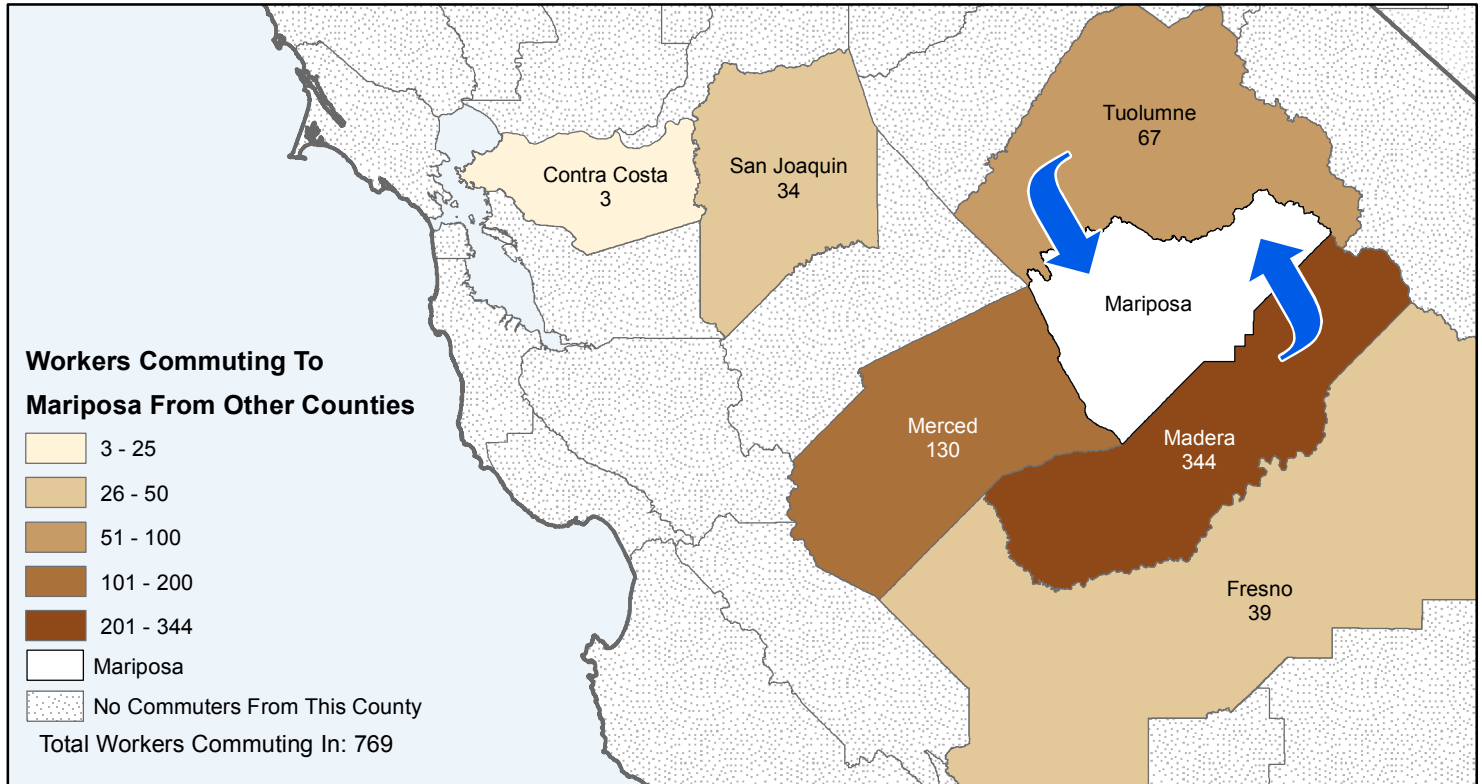 Tuolumne
67
Contra Costa
3
San Joaquin
34
Mariposa
Merced
130
Madera
344
Fresno
39
Workers Commuting To
Mariposa From Other Counties
3 - 25
26 - 50
51 - 100
101 - 200
201 - 344
Mariposa
No Commuters From This County
Total Workers Commuting In: 769